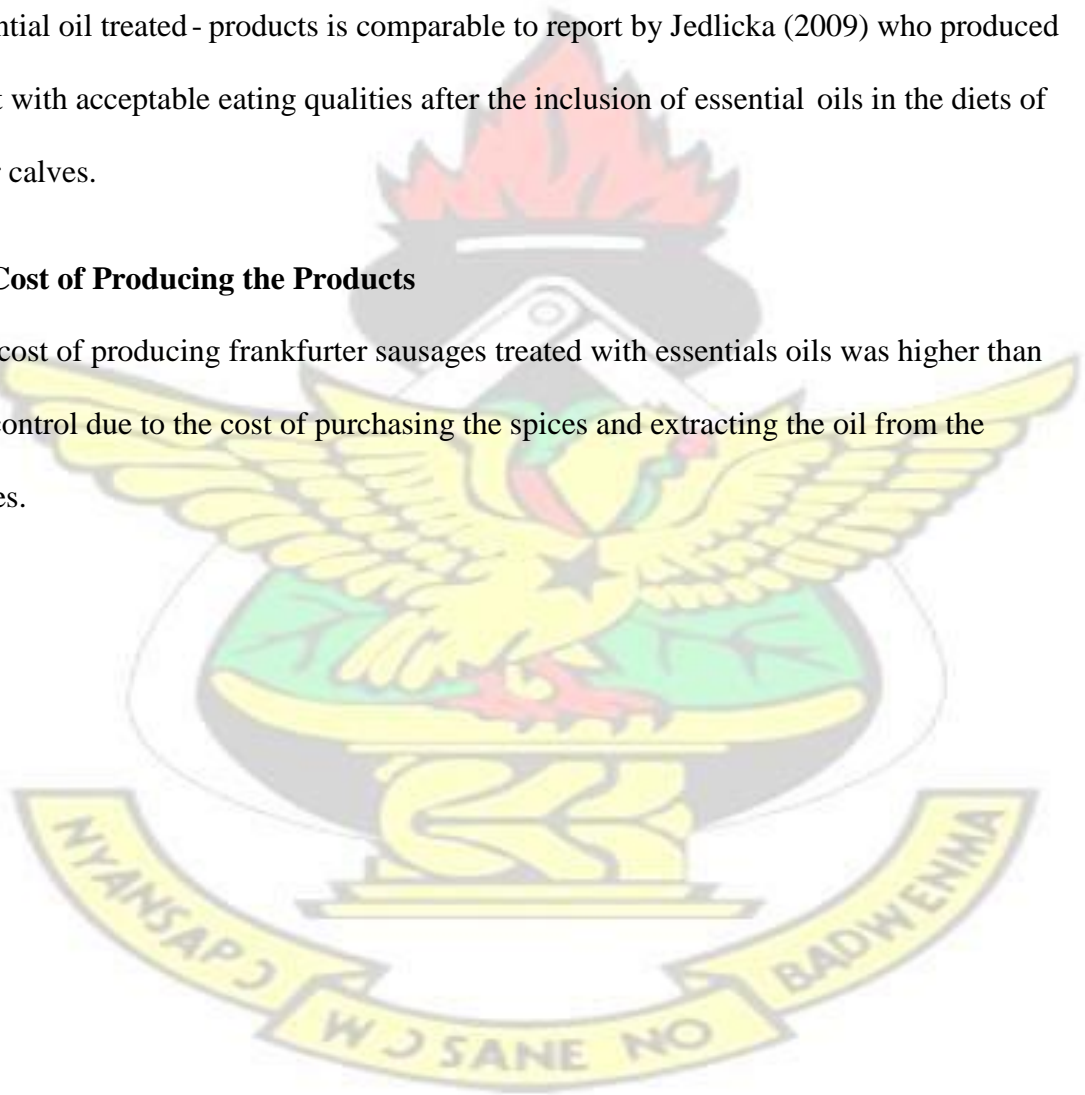 ntial oil treated - products is comparable to report by Jedlicka (2009) who produced
with acceptable eating qualities after the inclusion of essential oils in the diets of
calves.
Cost of Producing the Products
cost of producing frankfurter sausages treated with essentials oils was higher than
control due to the cost of purchasing the spices and extracting the oil from the
es.
NYANSAPƆ
WƆ SANE NO
BADWENMA